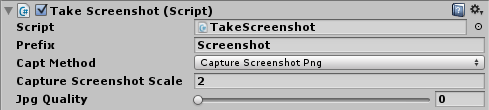 Take Screenshot (Script)
Script TakeScreenshot
Prefix Screenshot
Capt Method Capture Screenshot Png
Capture Screenshot Scale 2
Jpg Quality 0